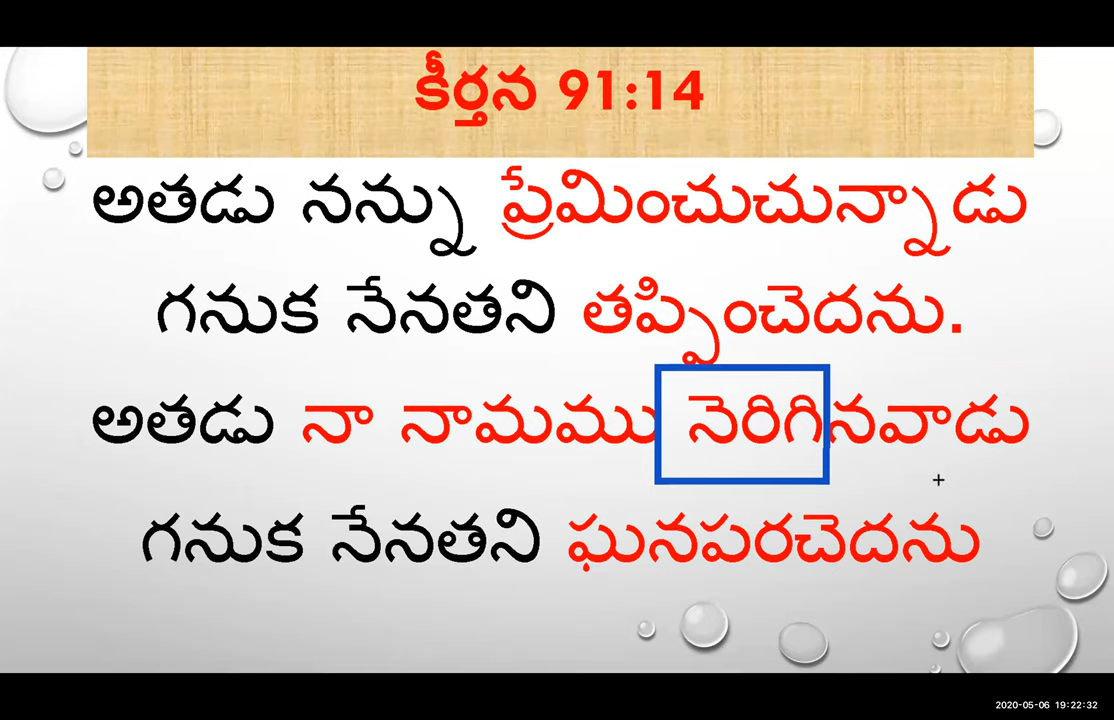 కీర్తన 91:14
అతడు నన్ను ప్రేమించుచున్నాడు
గనుక నేనతని తప్పించెదను.
అతడు నా నామము నెరిగినవాడు
గనుక నేనతని ఘనపరచెదను
2020-05-06 19:22:32